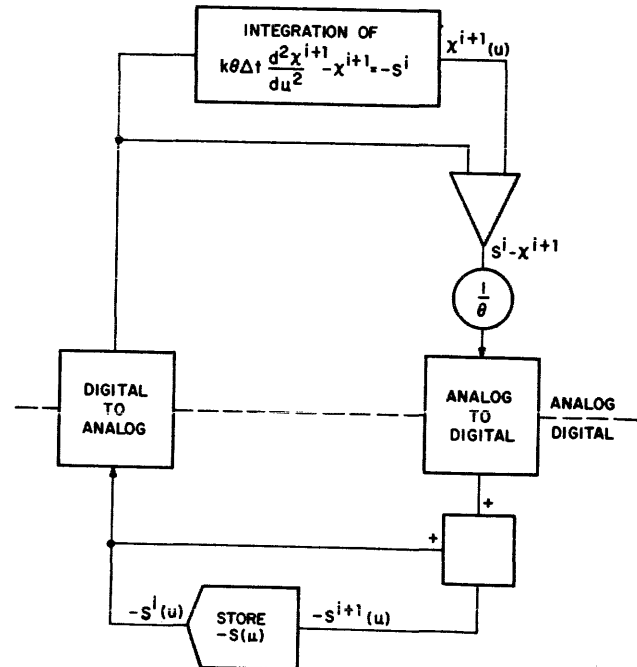 INTEGRATION OF
kθΔt d²χ^{i+1}/du² - χ^{i+1} = -s^i
χ^{i+1}(u)
s^i - χ^{i+1}
1/θ
DIGITAL
TO
ANALOG
ANALOG
TO
DIGITAL
ANALOG
DIGITAL
+
+
-s^i(u)
STORE
-s(u)
-s^{i+1}(u)